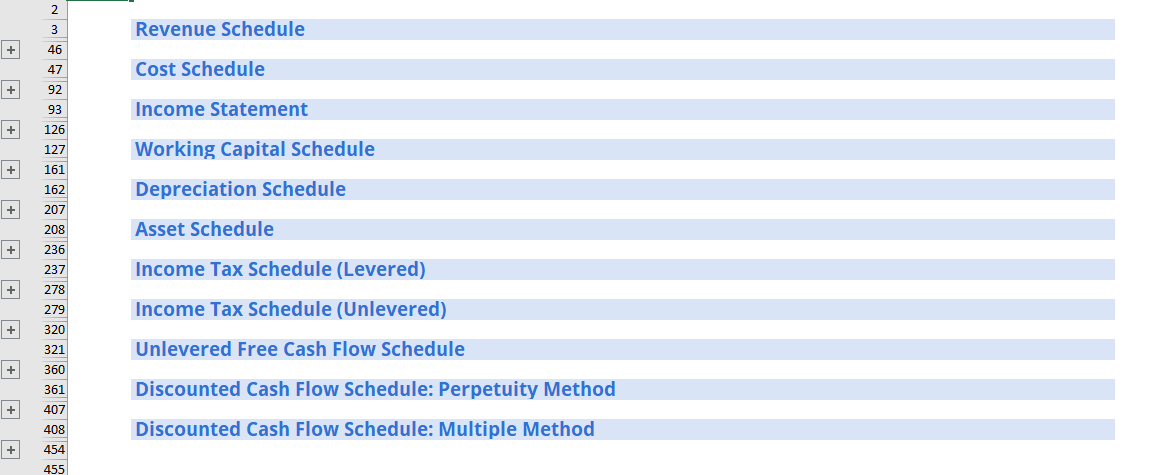 2
3 Revenue Schedule
46
47 Cost Schedule
92
93 Income Statement
126
127 Working Capital Schedule
161
162 Depreciation Schedule
207
208 Asset Schedule
236
237 Income Tax Schedule (Levered)
278
279 Income Tax Schedule (Unlevered)
320
321 Unlevered Free Cash Flow Schedule
360
361 Discounted Cash Flow Schedule: Perpetuity Method
407
408 Discounted Cash Flow Schedule: Multiple Method
454
455